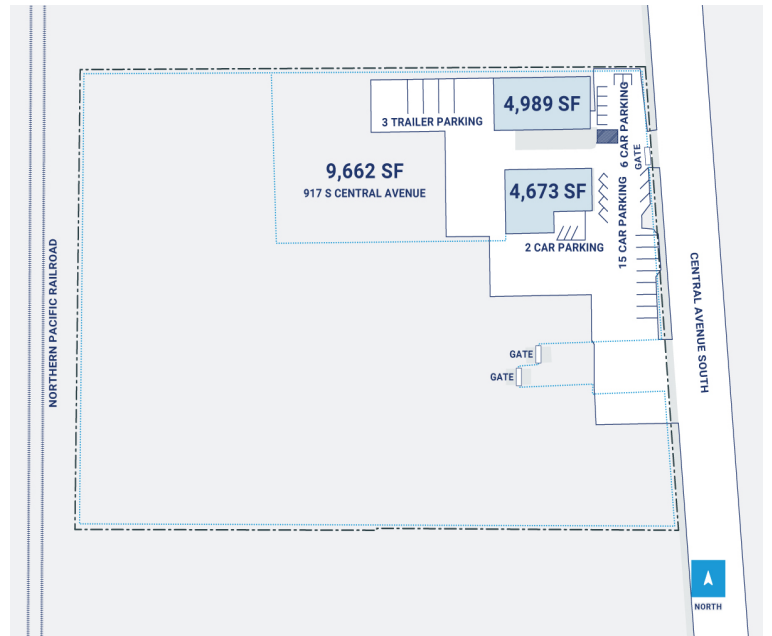 4,989 SF
3 TRAILER PARKING
6 CAR PARKING
GATE
9,662 SF
917 S CENTRAL AVENUE
4,673 SF
15 CAR PARKING
2 CAR PARKING
NORTHERN PACIFIC RAILROAD
CENTRAL AVENUE SOUTH
GATE
GATE
NORTH